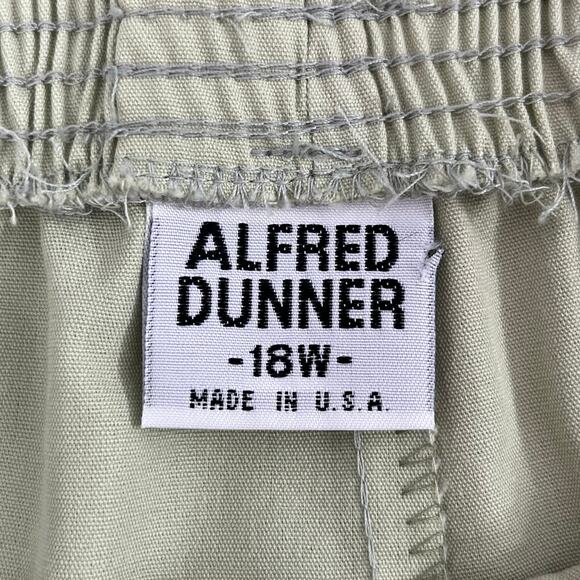 ALFRED
DUNNER
-18W-
MADE IN U.S.A.